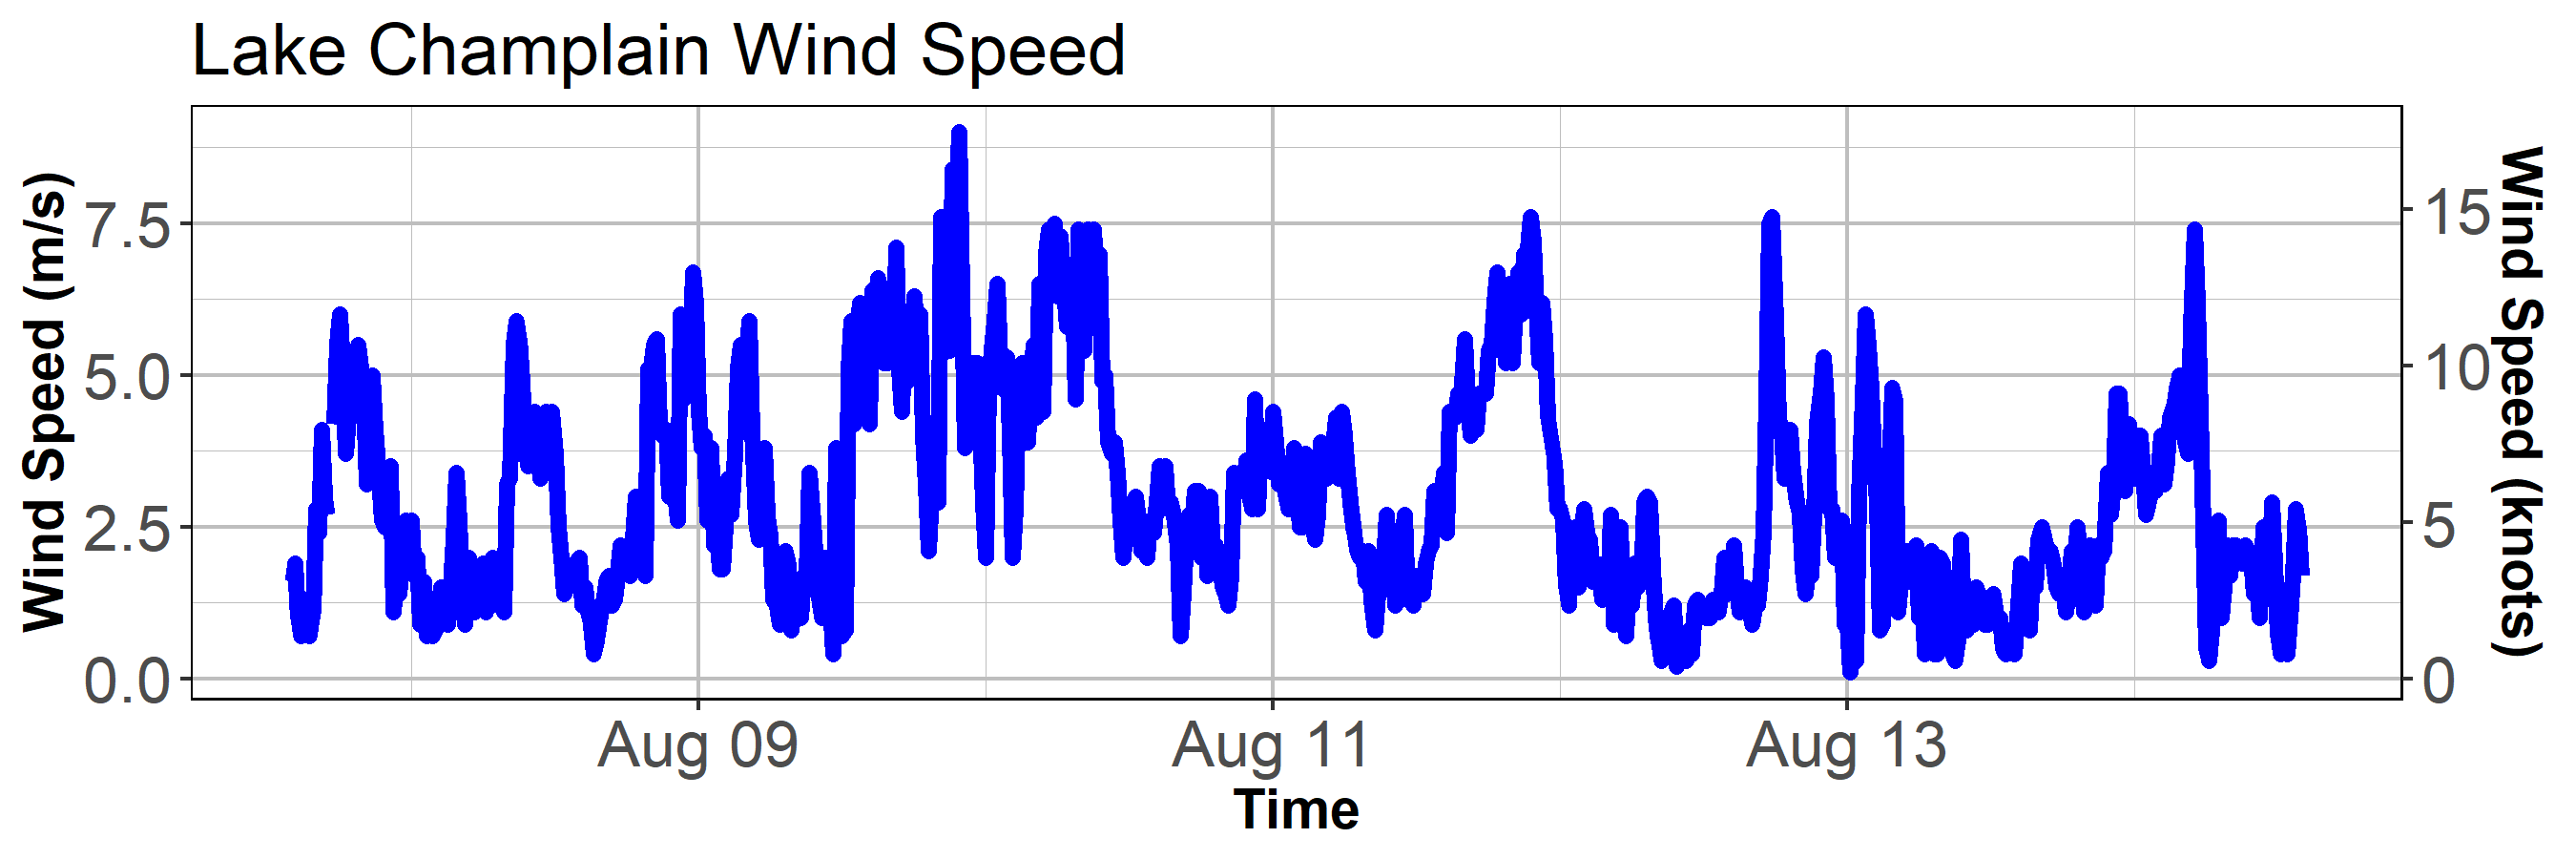 Lake Champlain Wind Speed
Wind Speed (m/s)
7.5
5.0
2.5
0.0
15
10
5
0
Wind Speed (knots)
Aug 09
Aug 11
Aug 13
Time